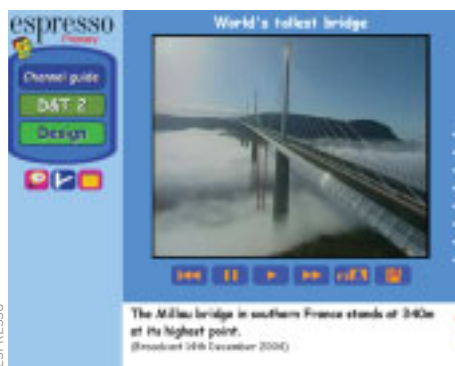 espresso
Primary
World's tallest bridge
Channel guide
D&T 2
Design
The Millau bridge in southern France stands at 340m
at its highest point.
(Broadcast 14th December 2004)
ESPRESSO